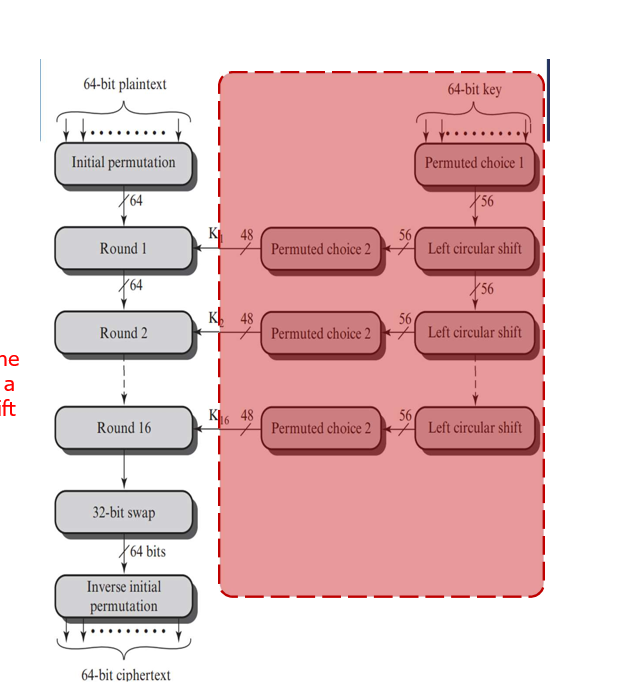 64-bit plaintext
64-bit key
Initial permutation
Permuted choice 1
64
56
Round 1
K1
48
Permuted choice 2
56
Left circular shift
64
56
Round 2
K2
48
Permuted choice 2
56
Left circular shift
a
Round 16
K16
48
Permuted choice 2
56
Left circular shift
32-bit swap
64 bits
Inverse initial
permutation
64-bit ciphertext